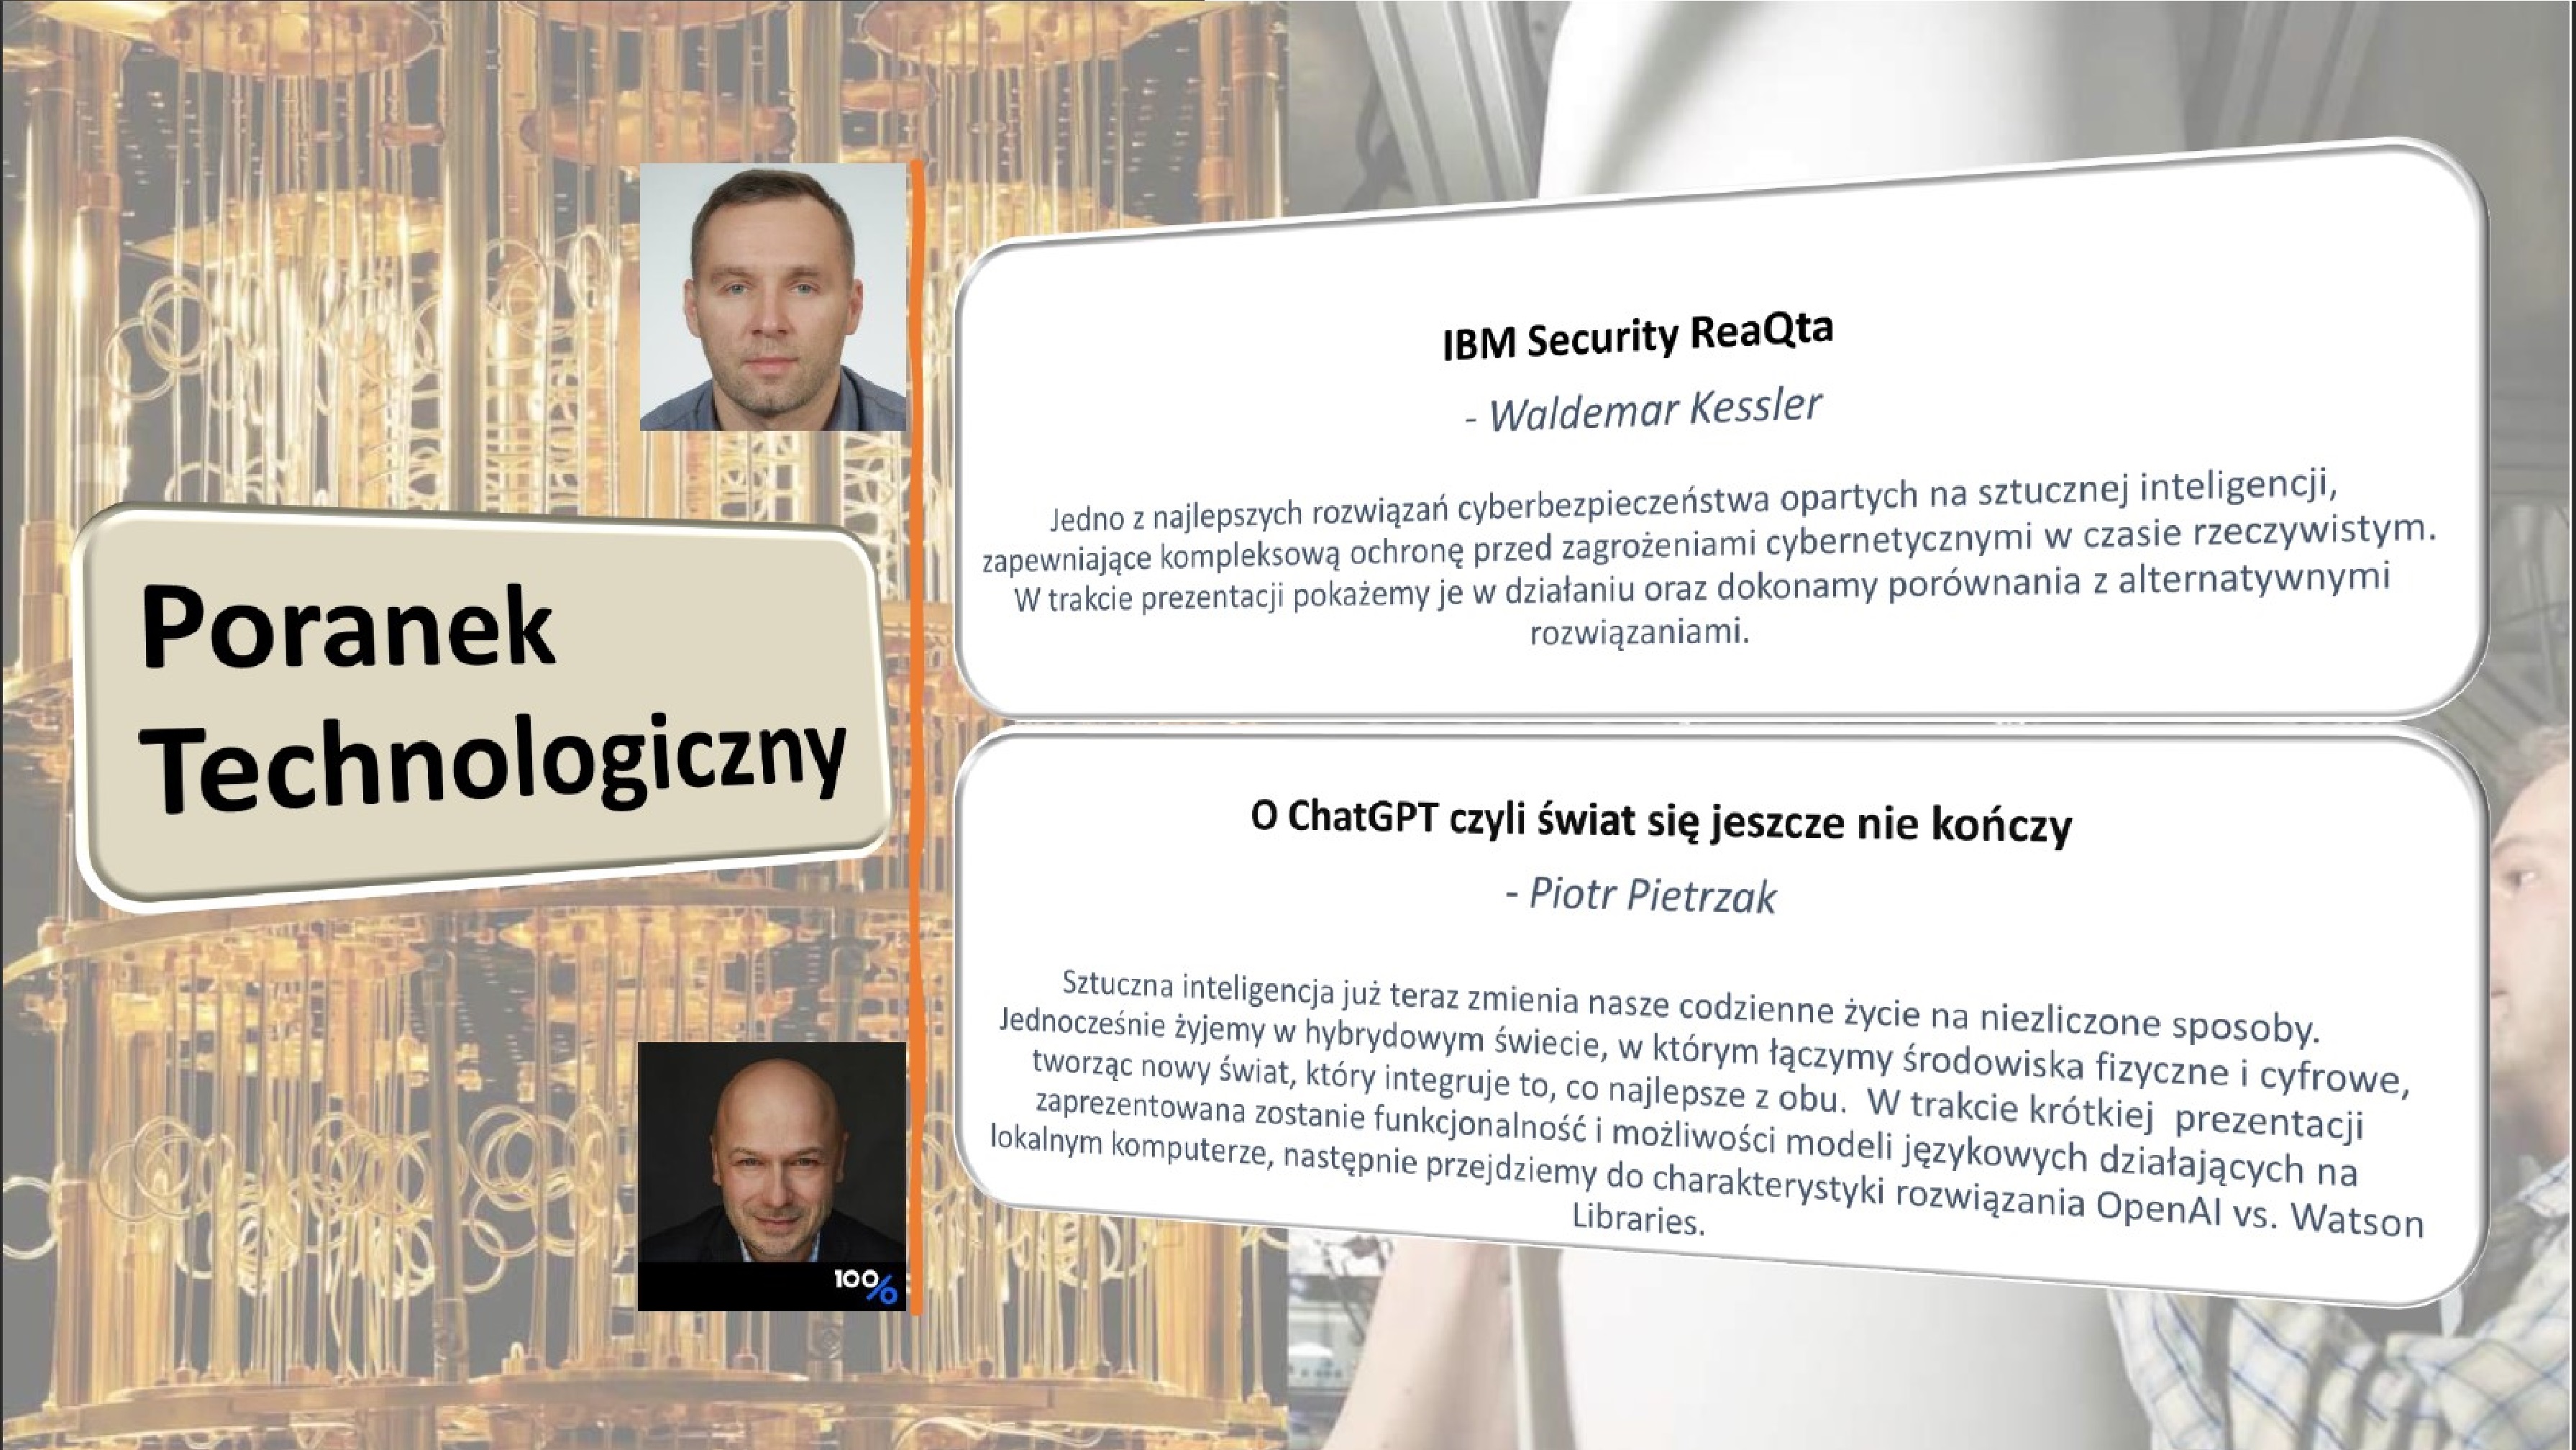 Poranek
Technologiczny
IBM Security ReaQta
- Waldemar Kessler
Jedno z najlepszych rozwiązań cyberbezpieczeństwa opartych na sztucznej inteligencji,
zapewniające kompleksową ochronę przed zagrożeniami cybernetycznymi w czasie rzeczywistym.
W trakcie prezentacji pokażemy je w działaniu oraz dokonamy porównania z alternatywnymi
rozwiązaniami.
O ChatGPT czyli świat się jeszcze nie kończy
- Piotr Pietrzak
Sztuczna inteligencja już teraz zmienia nasze codzienne życie na niezliczone sposoby.
Jednocześnie żyjemy w hybrydowym świecie, w którym łączymy środowiska fizyczne i cyfrowe,
tworząc nowy świat, który integruje to, co najlepsze z obu.  W trakcie krótkiej  prezentacji
zaprezentowana zostanie funkcjonalność i możliwości modeli językowych działających na
lokalnym komputerze, następnie przejdziemy do charakterystyki rozwiązania OpenAI vs. Watson
Libraries.
100%